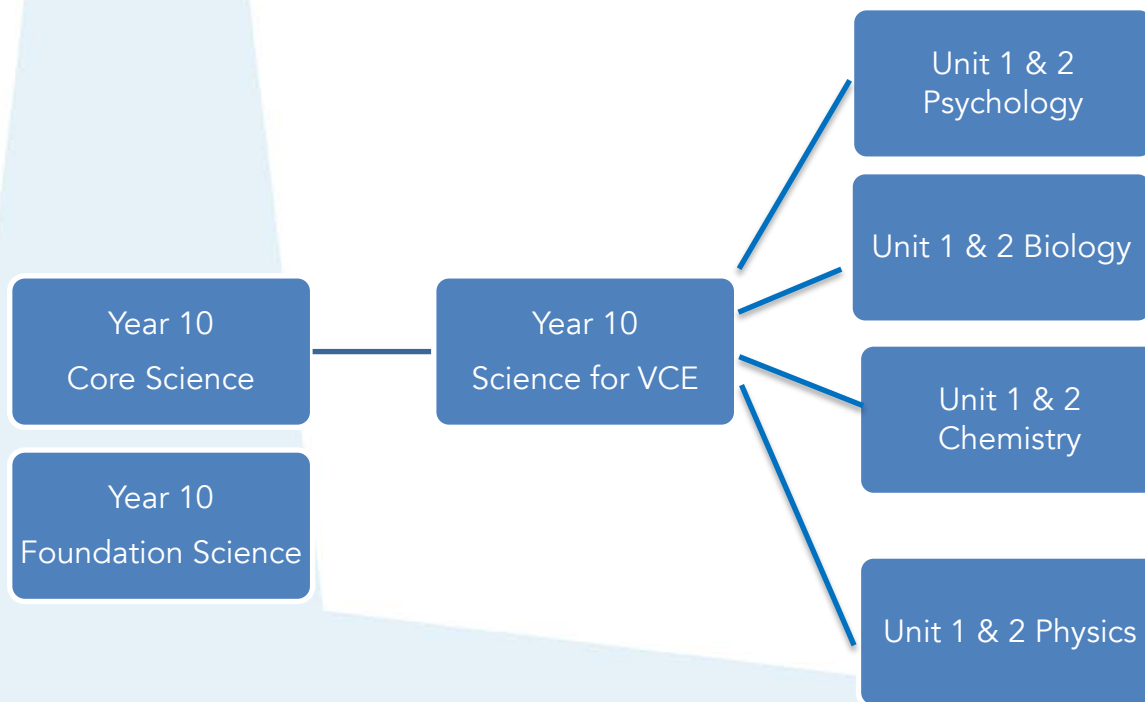 Year 10
Core Science
Year 10
Foundation Science
Year 10
Science for VCE
Unit 1 & 2
Psychology
Unit 1 & 2 Biology
Unit 1 & 2
Chemistry
Unit 1 & 2 Physics